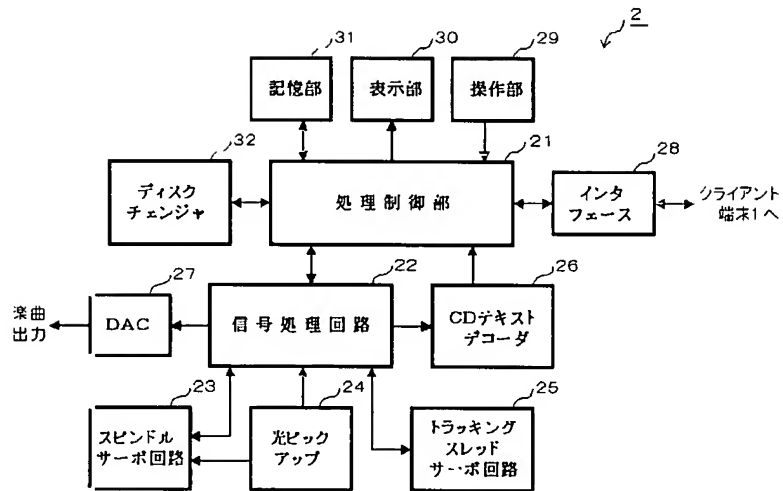 2
31
30
29
記憶部
表示部
操作部
32
21
28
ディスク
チェンジャ
処理制御部
インタ
フェース
クライアント
端末1へ
27
22
26
楽曲
出力
DAC
信号処理回路
CDテキスト
デコーダ
23
24
25
スピンドル
サーボ回路
光ピック
アップ
トラッキング
スレッド
サーボ回路